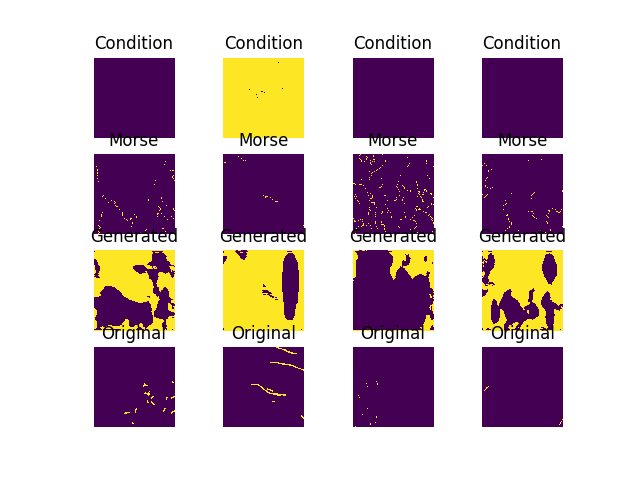 Condition Condition Condition Condition
Morse Morse Morse Morse
Generated Generated Generated Generated
Original Original Original Original